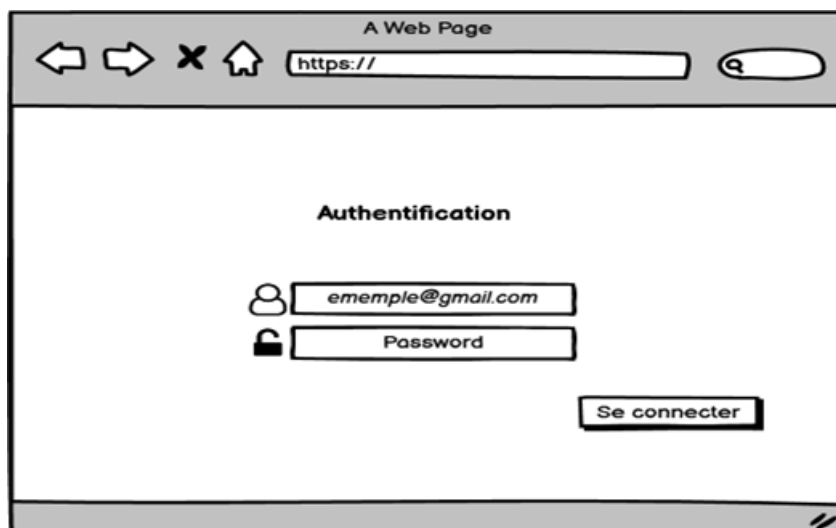 A Web Page
https://
Authentification
ememple@gmail.com
Password
Se connecter